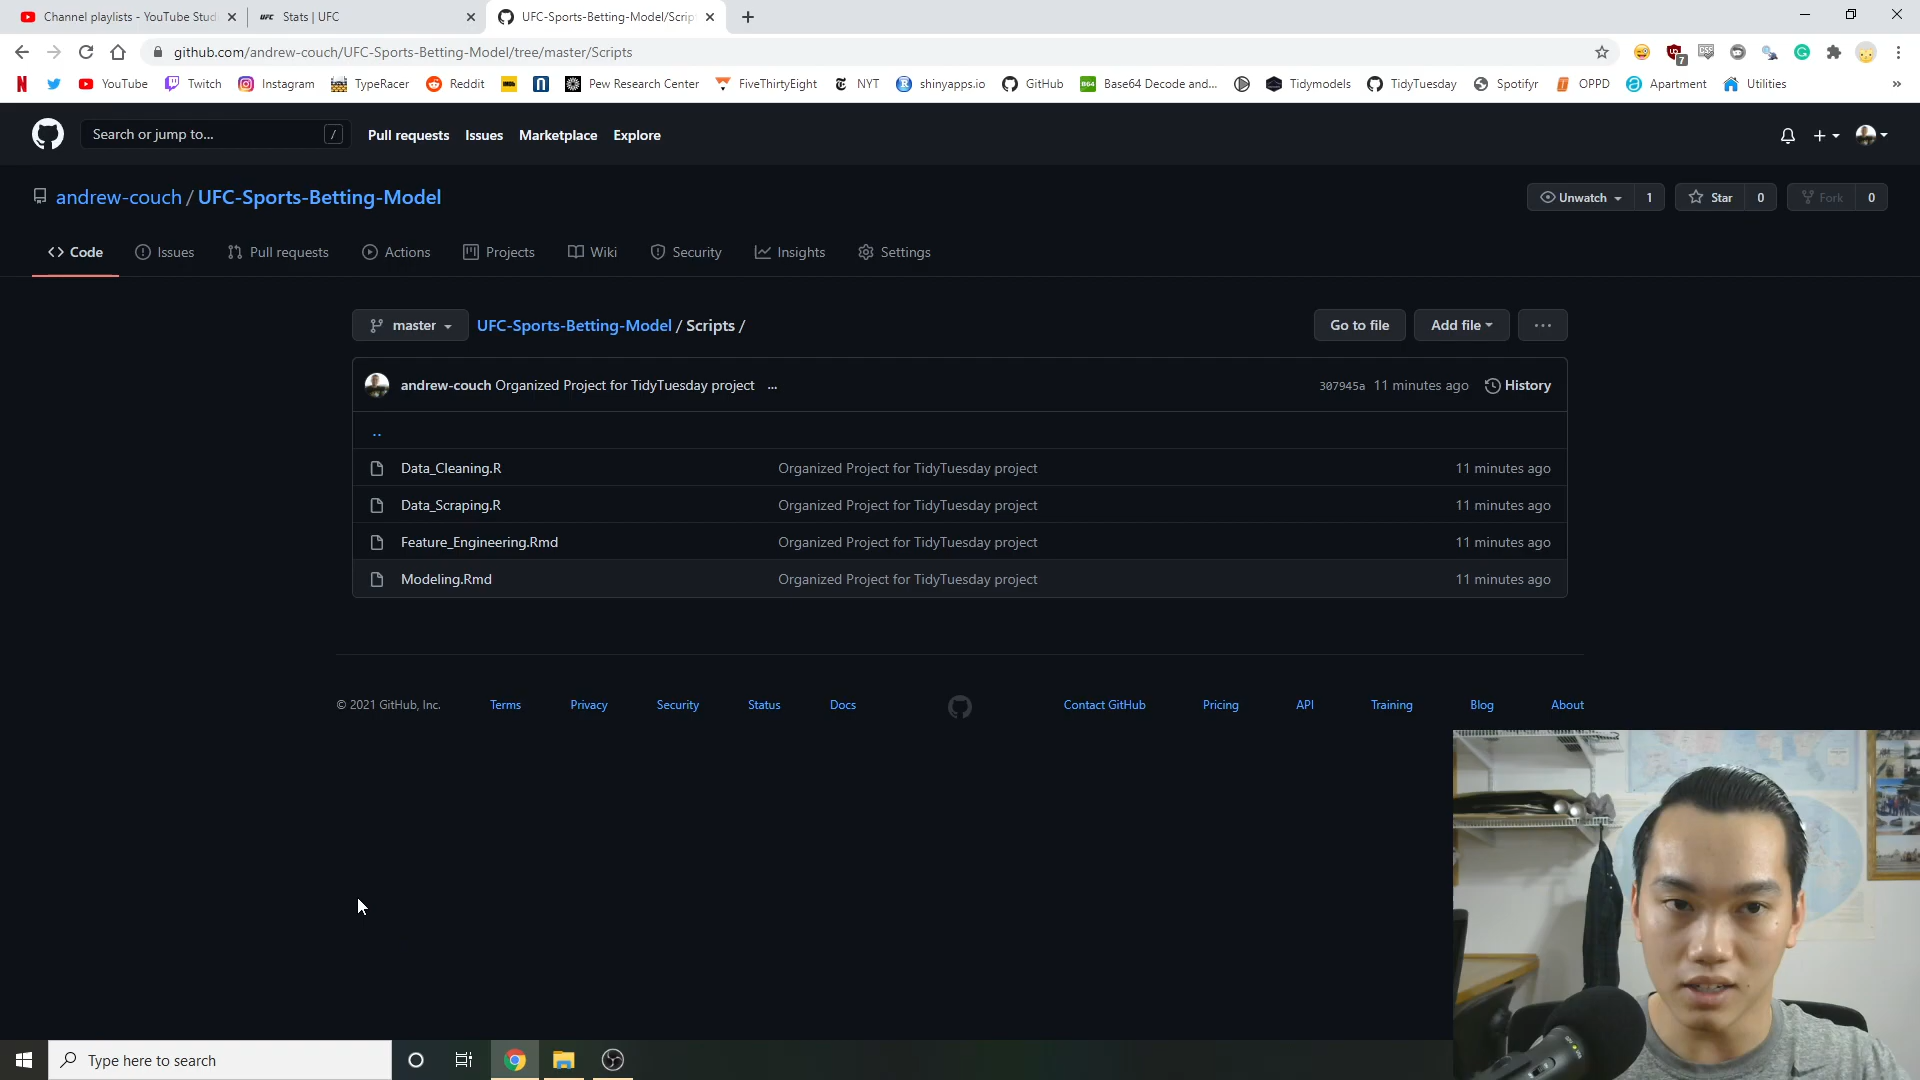 Channel playlists - YouTube Stud
Stats | UFC
UFC-Sports-Betting-Model/Scrip
github.com/andrew-couch/UFC-Sports-Betting-Model/tree/master/Scripts
7
YouTube
Twitch
Instagram
TypeRacer
Reddit
Pew Research Center
FiveThirtyEight
NYT
shinyapps.io
GitHub
Base64 Decode and...
Tidymodels
TidyTuesday
Spotifyr
OPPD
Apartment
Utilities
»
Search or jump to...
/
Pull requests
Issues
Marketplace
Explore
andrew-couch / UFC-Sports-Betting-Model
Unwatch
1
Star
0
Fork
0
Code
Issues
Pull requests
Actions
Projects
Wiki
Security
Insights
Settings
master
UFC-Sports-Betting-Model / Scripts /
Go to file
Add file
...
andrew-couch Organized Project for TidyTuesday project ...
307945a 11 minutes ago
History
..
Data_Cleaning.R
Organized Project for TidyTuesday project
11 minutes ago
Data_Scraping.R
Organized Project for TidyTuesday project
11 minutes ago
Feature_Engineering.Rmd
Organized Project for TidyTuesday project
11 minutes ago
Modeling.Rmd
Organized Project for TidyTuesday project
11 minutes ago
© 2021 GitHub, Inc.
Terms
Privacy
Security
Status
Docs
Contact GitHub
Pricing
API
Training
Blog
About
Type here to search